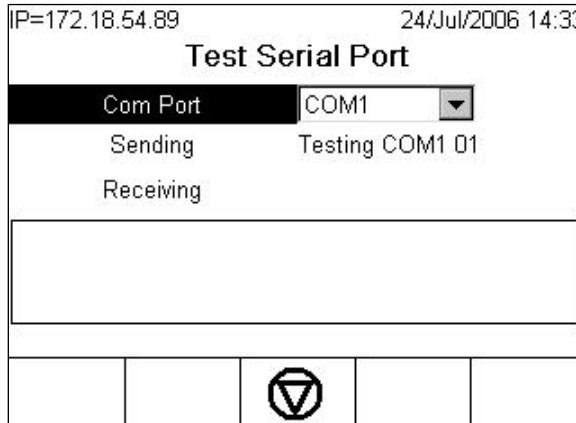 IP=172.18.54.89 24/Jul/2006 14:33
Test Serial Port
Com Port COM1
Sending Testing COM1 01
Receiving